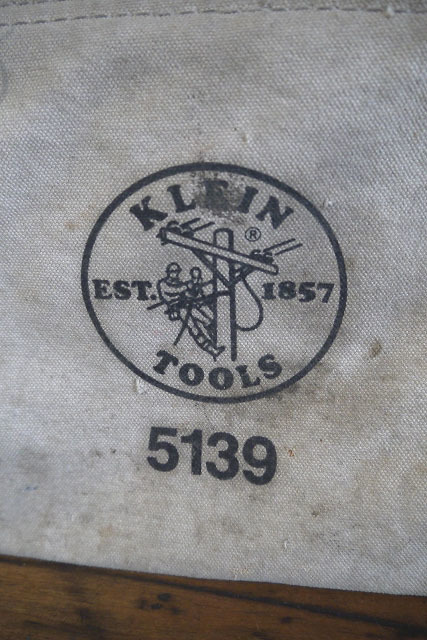 KLEIN
®
EST. 1857
TOOLS
5139